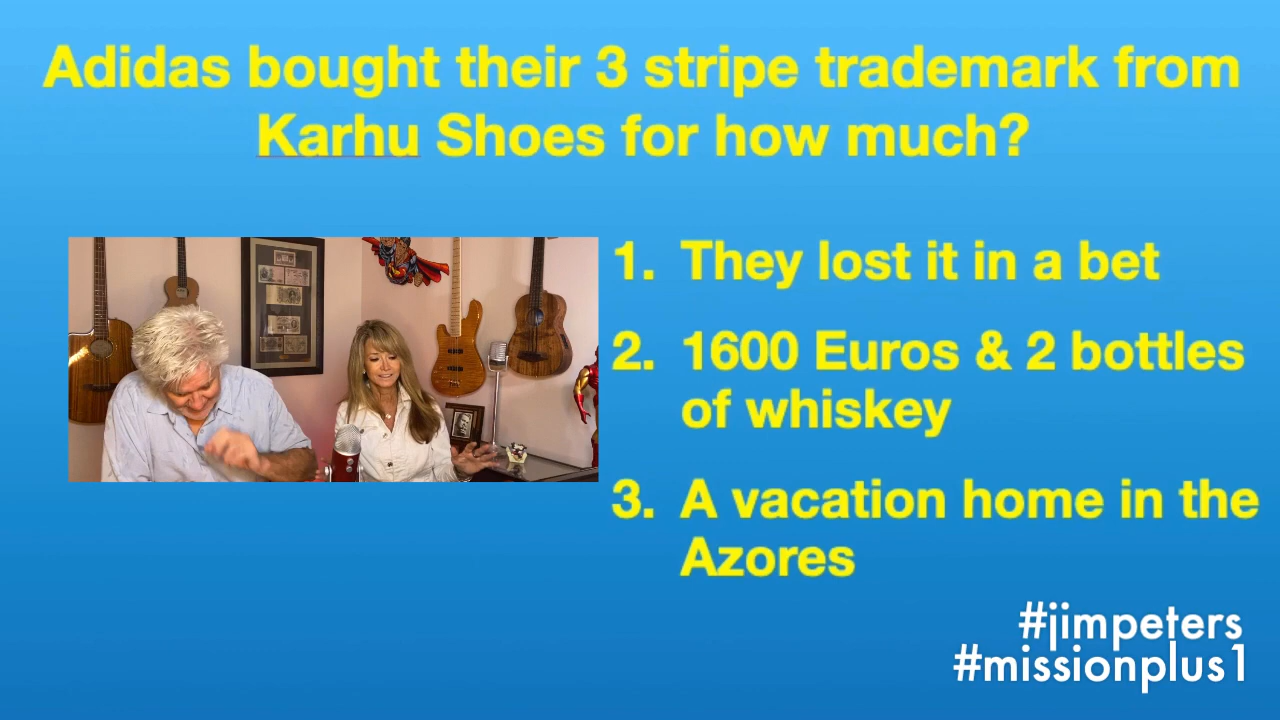 Adidas bought their 3 stripe trademark from
Karhu Shoes for how much?
1. They lost it in a bet
2. 1600 Euros & 2 bottles
of whiskey
3. A vacation home in the
Azores
#jimpeters
#missionplus1